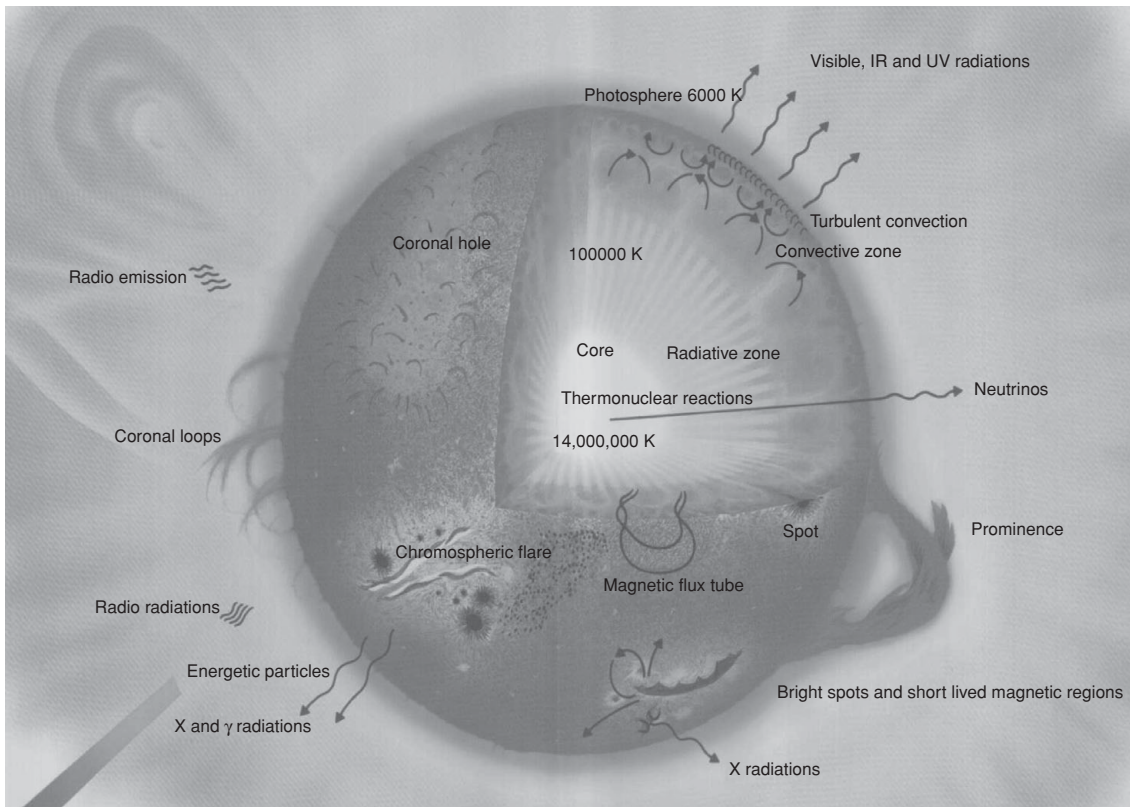 Visible, IR and UV radiations
Photosphere 6000 K
Turbulent convection
Coronal hole
Convective zone
100000 K
Radio emission
Core
Radiative zone
Neutrinos
Thermonuclear reactions
Coronal loops
14,000,000 K
Spot
Prominence
Chromospheric flare
Magnetic flux tube
Radio radiations
Energetic particles
Bright spots and short lived magnetic regions
X and γ radiations
X radiations